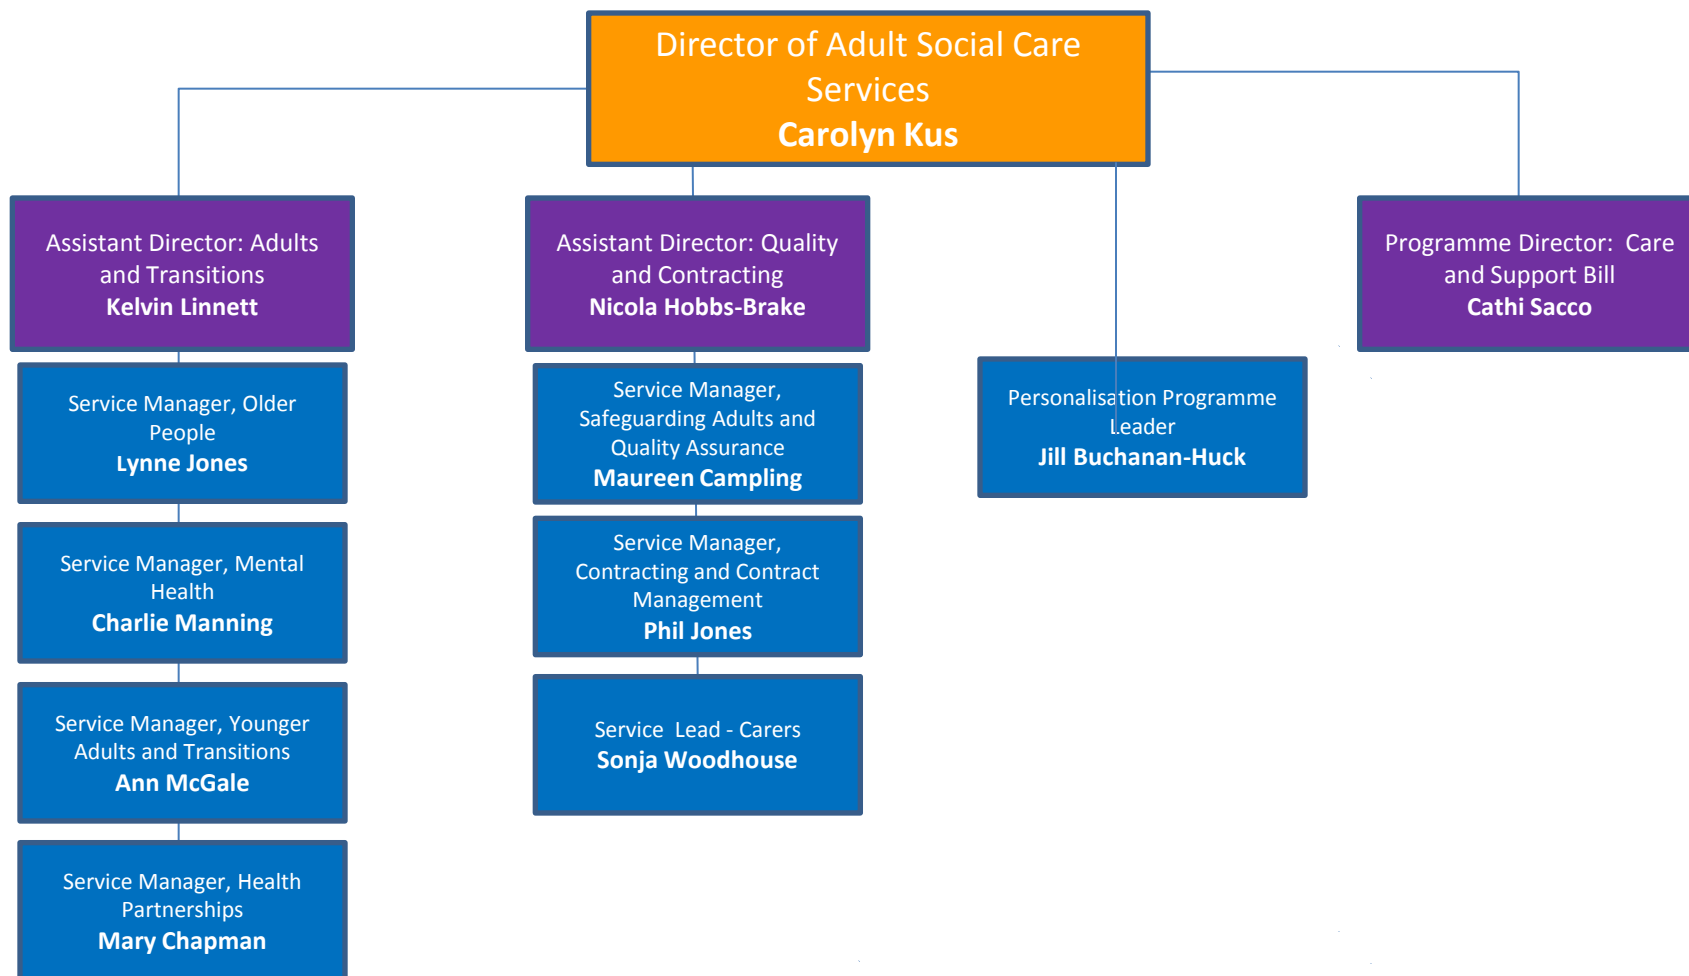 Director of Adult Social Care
Services
Carolyn Kus
Assistant Director: Adults
and Transitions
Kelvin Linnett
Assistant Director: Quality
and Contracting
Nicola Hobbs-Brake
Programme Director:  Care
and Support Bill
Cathi Sacco
Service Manager, Older
People
Lynne Jones
Service Manager,
Safeguarding Adults and
Quality Assurance
Maureen Campling
Personalisation Programme
Leader
Jill Buchanan-Huck
Service Manager, Mental
Health
Charlie Manning
Service Manager,
Contracting and Contract
Management
Phil Jones
Service Manager, Younger
Adults and Transitions
Ann McGale
Service  Lead - Carers
Sonja Woodhouse
Service Manager, Health
Partnerships
Mary Chapman